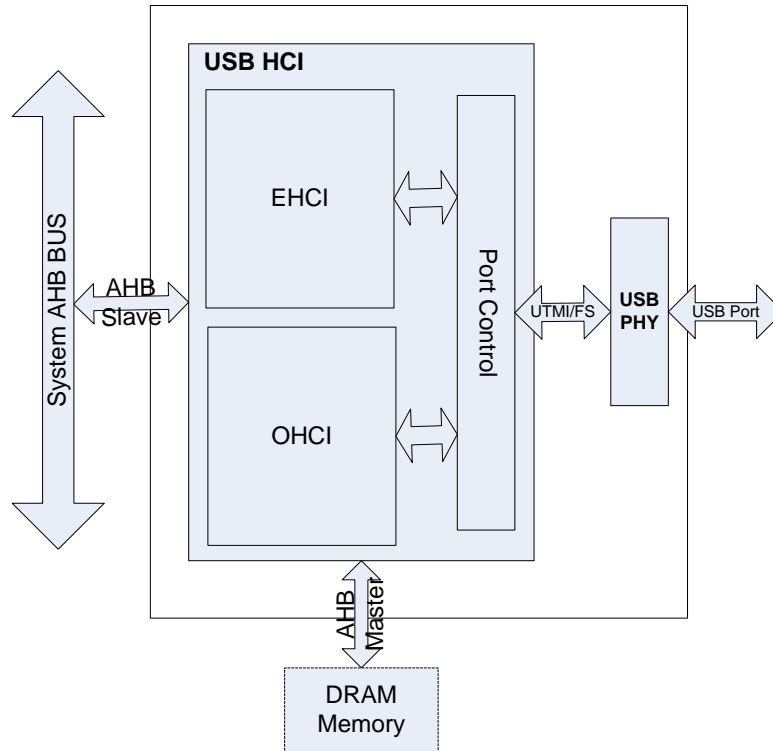 USB HCI
EHCI
System AHB BUS
AHB
Slave
Port Control
UTMI/FS
USB
PHY
USB Port
OHCI
AHB
Master
DRAM
Memory